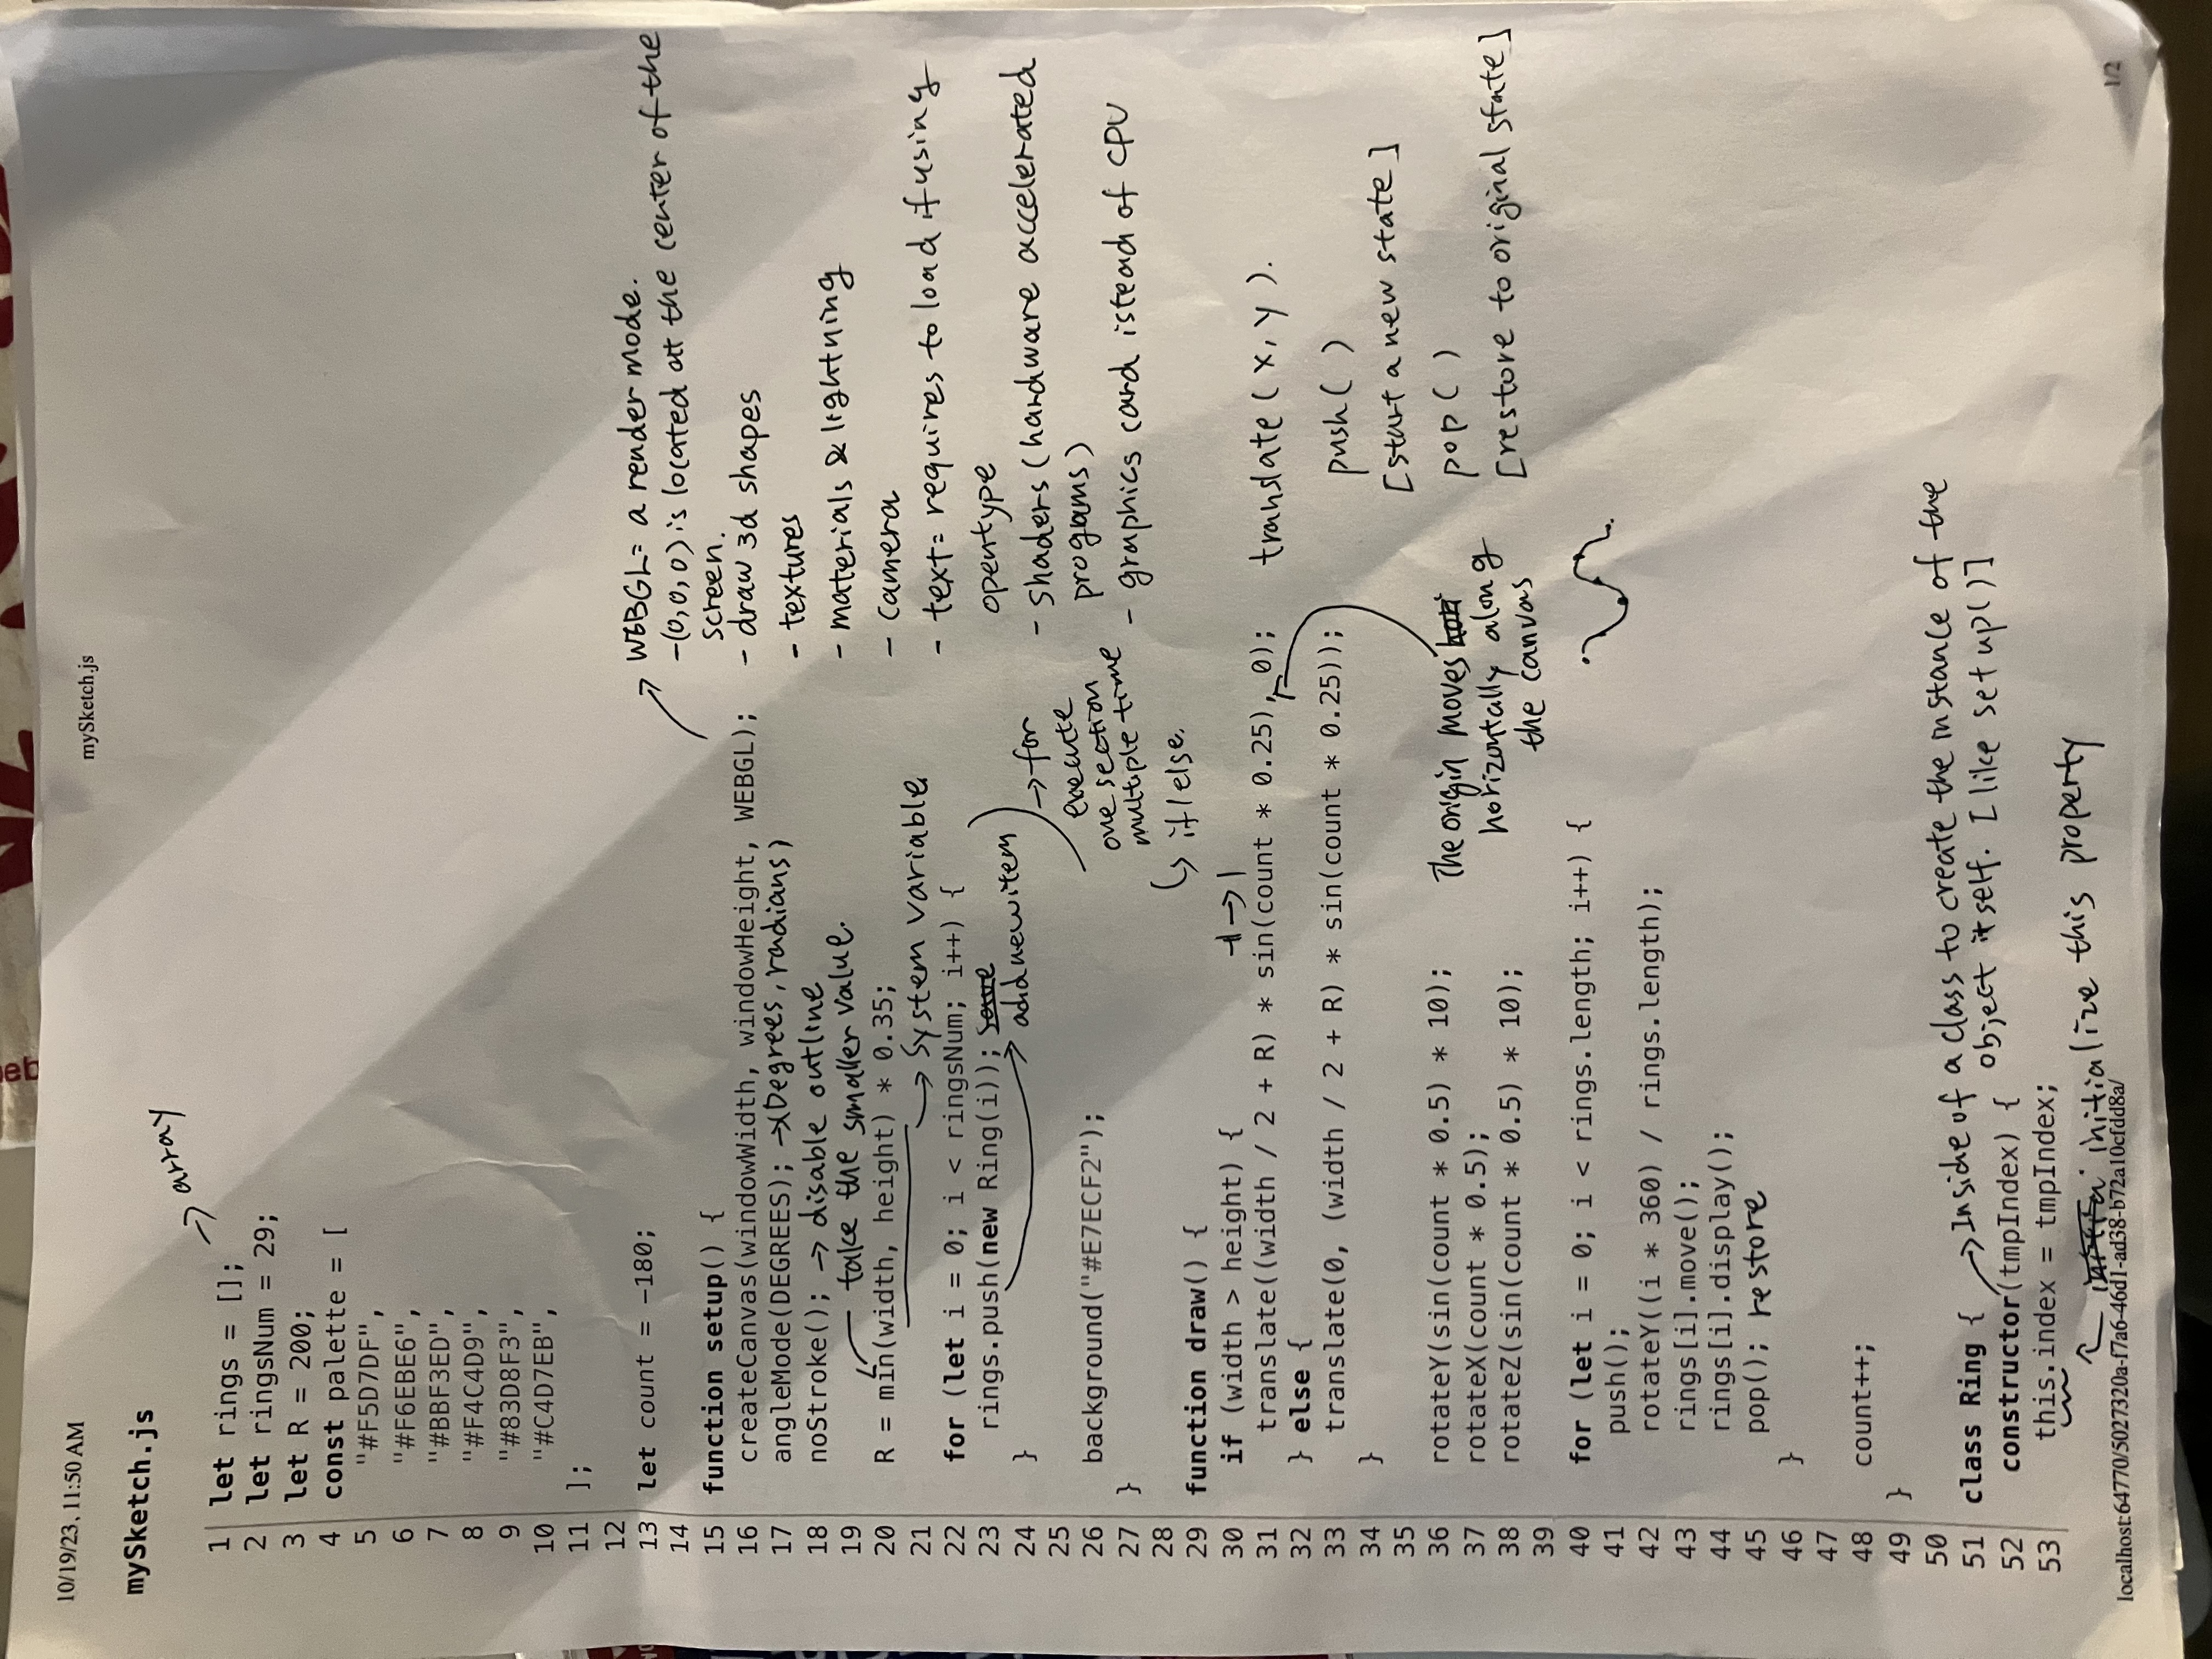 10/19/23, 11:50 AM
mySketch.js
mySketch.js
→ array
1 let rings = [];
2 let ringsNum = 29;
3 let R = 200;
4 const palette = [
5 "#F5D7DF",
6 "#F6EBE6",
7 "#BBF3ED",
8 "#F4C4D9",
9 "#83D8F3",
10 "#C4D7EB",
11 ];
12
13 let count = -180;
14
15 function setup() {
16 createCanvas(windowWidth, windowHeight, WEBGL);
17 angleMode(DEGREES); → (Degrees, radians)
18 noStroke(); → disable outline
19 take the smaller value.
20 R = min(width, height) * 0.35;
21 → system variable
22 for (let i = 0; i < ringsNum; i++) {
23 rings.push(new Ring(i));
add new item
24 }
25
26 background("#E7ECF2");
27 }
28
→ for
execute
one section
multiple time
↳ if/else.
WEBGL= a render mode.
-(0,0,0) is located at the center of the
screen.
- draw 3d shapes
- textures
- materials & lightning
- camera
- text= requires to load if using
opentype
- shaders (hardware accelerated
programs)
- graphics card istead of CPU
29 function draw() {
30 if (width > height) {
-1 → 1
31 translate((width / 2 + R) * sin(count * 0.25), 0);
32 } else {
33 translate(0, (width / 2 + R) * sin(count * 0.25));
34 }
35
36 rotateY(sin(count * 0.5) * 10);
37 rotateX(count * 0.5);
38 rotateZ(sin(count * 0.5) * 10);
39
The origin moves
horizontally along
the canvas
translate (x, y).
push( )
[start a new state]
pop( )
[restore to original state]
40 for (let i = 0; i < rings.length; i++) {
41 push();
42 rotateY((i * 360) / rings.length);
43 rings[i].move();
44 rings[i].display();
45 pop(); restore
46 }
47
48 count++;
49 }
50
→ Inside of a class to create the instance of the
object itself. [like setup()]
51 class Ring {
52 constructor(tmpIndex) {
53 this.index = tmpIndex;
initialize this property
localhost:64770/5027320a-f7a6-46d1-ad38-b72a10cfdd8a/
1/2